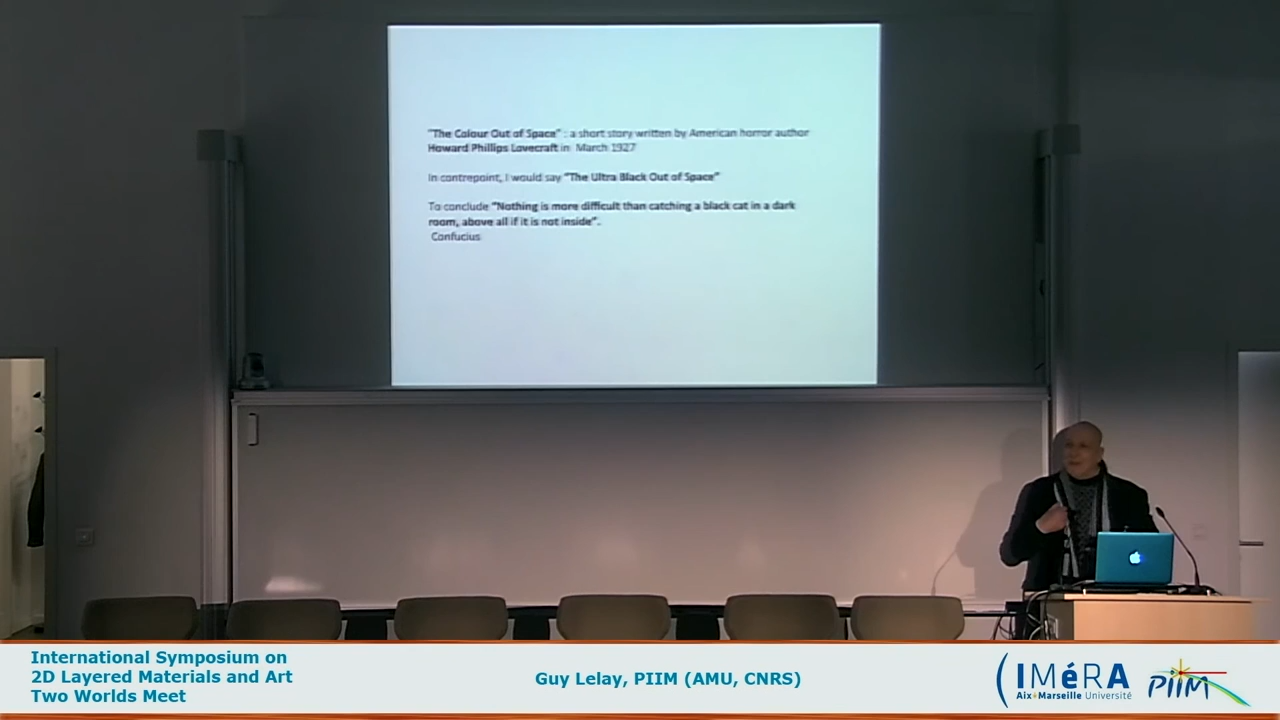 "The Colour Out of Space" : a short story written by American horror author
Howard Phillips Lovecraft in March 1927
In contrepoint, I would say "The Ultra Black Out of Space"
To conclude "Nothing is more difficult than catching a black cat in a dark
room, above all if it is not inside".
Confucius
International Symposium on
2D Layered Materials and Art
Two Worlds Meet
Guy Lelay, PIIM (AMU, CNRS)
IMéRA
Aix+Marseille Université
PIIM